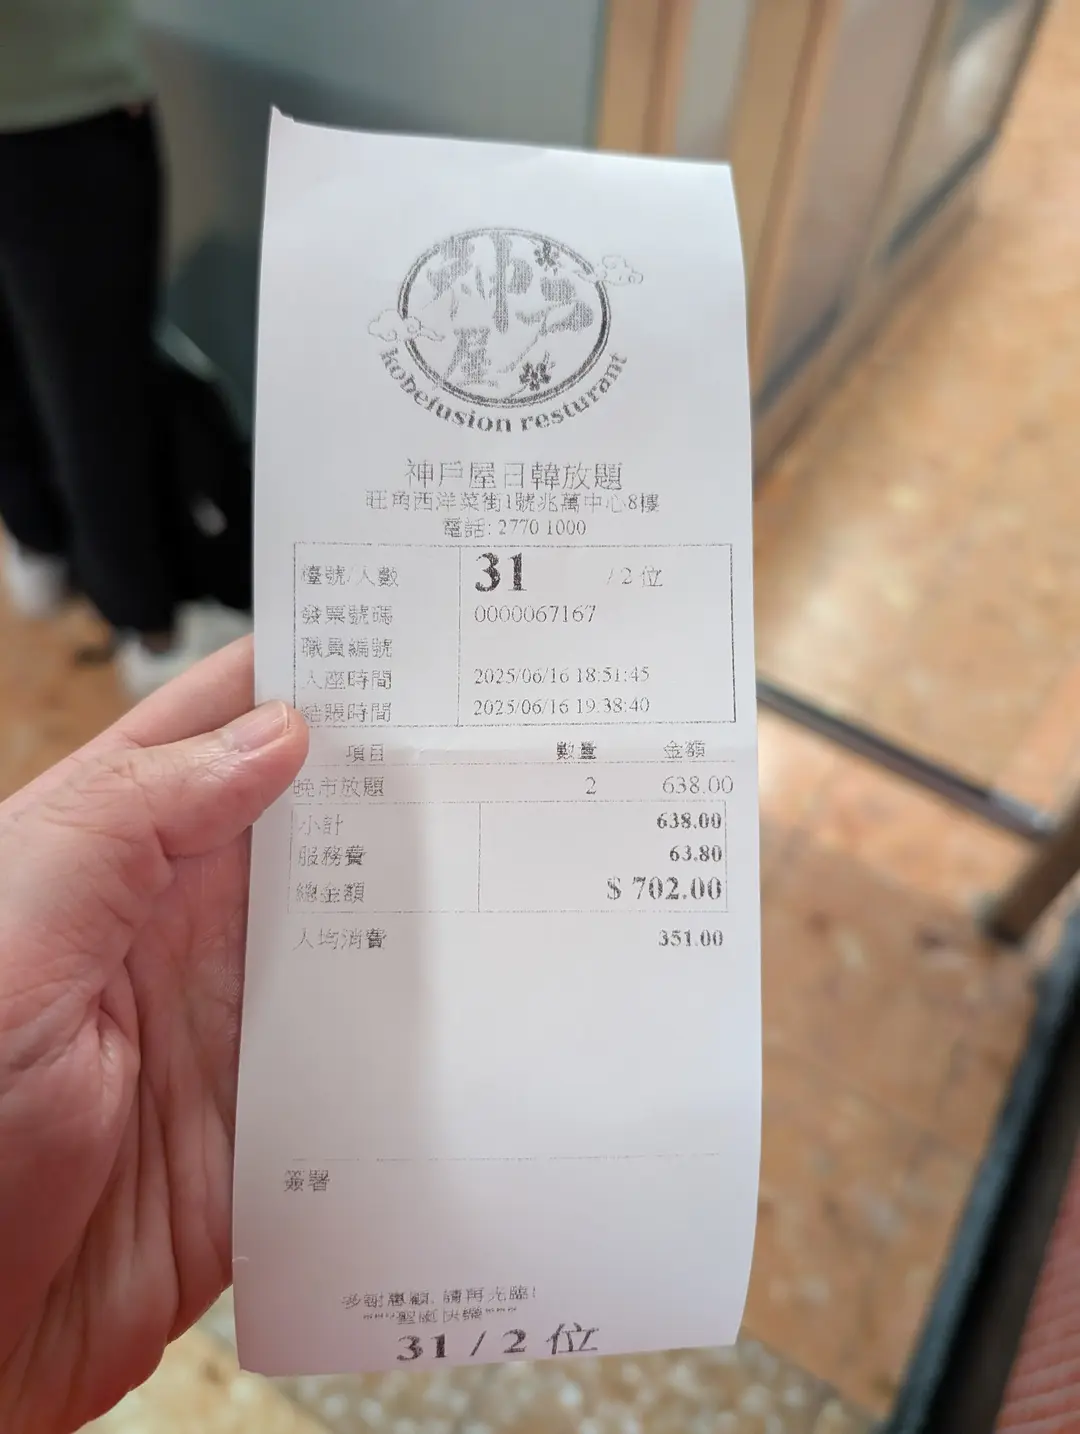 神戶屋
kobefusion resturant
神戶屋日韓放題
旺角西洋菜街1號兆萬中心8樓
電話: 2770 1000
檯號/人數 31 / 2 位
發票號碼 0000067167
職員編號
入座時間 2025/06/16 18:51:45
結賬時間 2025/06/16 19:38:40
項目 數量 金額
晚市放題 2 638.00
小計 638.00
服務費 63.80
總金額 $ 702.00
人均消費 351.00
簽署
多謝惠顧, 請再光臨!
31 / 2 位